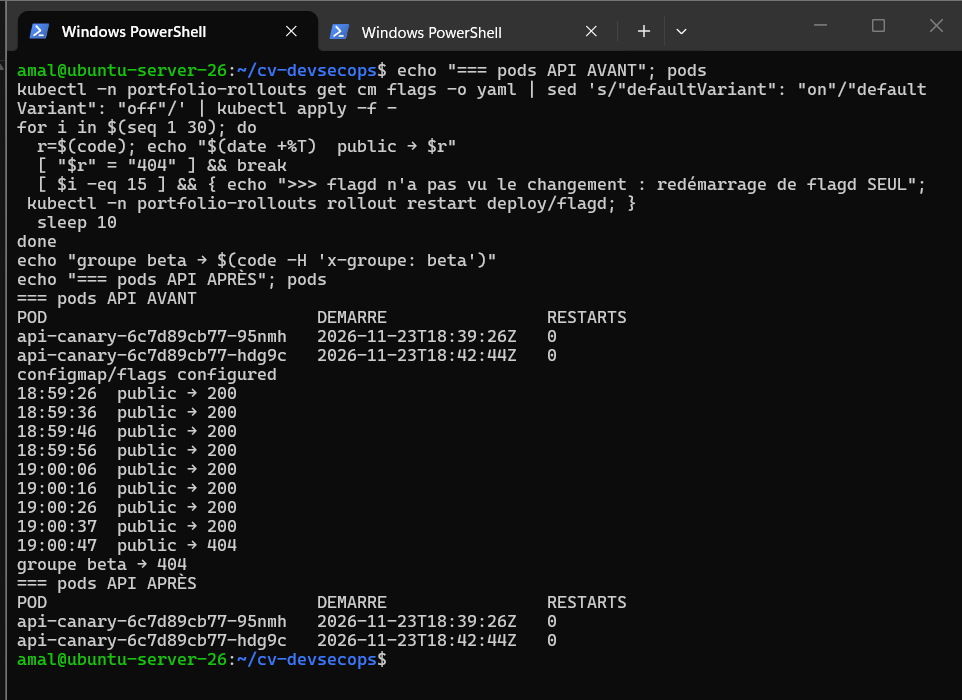 Windows PowerShell
Windows PowerShell
amal@ubuntu-server-26:~/cv-devsecops$ echo "=== pods API AVANT"; pods
kubectl -n portfolio-rollouts get cm flags -o yaml | sed 's/"defaultVariant": "on"/"default
Variant": "off"/' | kubectl apply -f -
for i in $(seq 1 30); do
  r=$(code); echo "$(date +%T)  public → $r"
  [ "$r" = "404" ] && break
  [ $i -eq 15 ] && { echo ">>> flagd n'a pas vu le changement : redémarrage de flagd SEUL";
 kubectl -n portfolio-rollouts rollout restart deploy/flagd; }
  sleep 10
done
echo "groupe beta → $(code -H 'x-groupe: beta')"
echo "=== pods API APRÈS"; pods
=== pods API AVANT
POD                           DEMARRE                RESTARTS
api-canary-6c7d89cb77-95nmh   2026-11-23T18:39:26Z   0
api-canary-6c7d89cb77-hdg9c   2026-11-23T18:42:44Z   0
configmap/flags configured
18:59:26  public → 200
18:59:36  public → 200
18:59:46  public → 200
18:59:56  public → 200
19:00:06  public → 200
19:00:16  public → 200
19:00:26  public → 200
19:00:37  public → 200
19:00:47  public → 404
groupe beta → 404
=== pods API APRÈS
POD                           DEMARRE                RESTARTS
api-canary-6c7d89cb77-95nmh   2026-11-23T18:39:26Z   0
api-canary-6c7d89cb77-hdg9c   2026-11-23T18:42:44Z   0
amal@ubuntu-server-26:~/cv-devsecops$